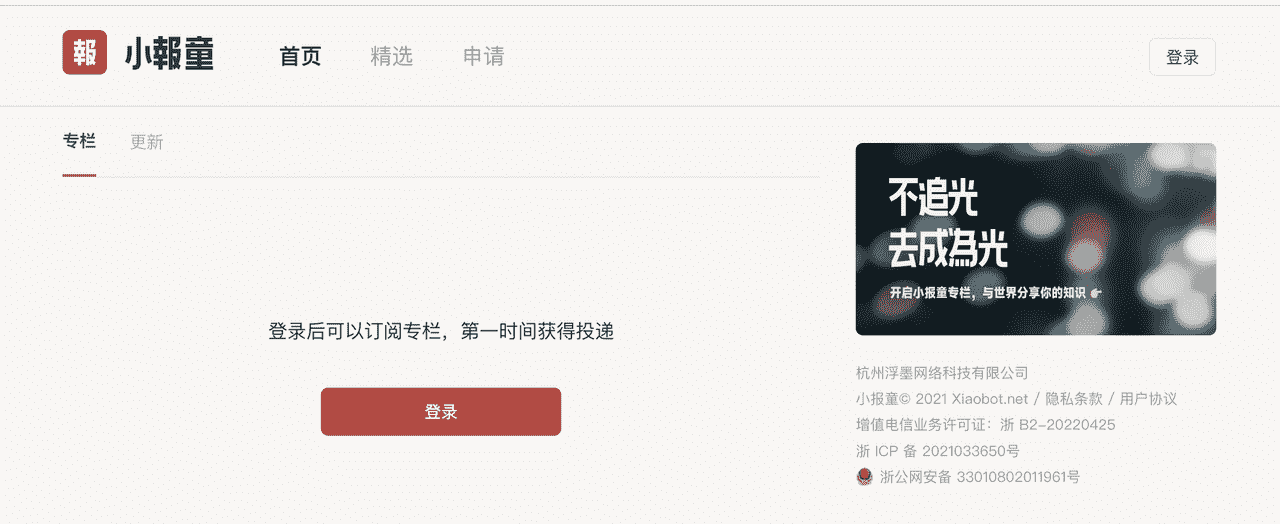 報 小報童 首页 精选 申请 登录
专栏 更新
不追光
去成為光
开启小报童专栏，与世界分享你的知识
登录后可以订阅专栏，第一时间获得投递
登录
杭州浮墨网络科技有限公司
小报童© 2021 Xiaobot.net / 隐私条款 / 用户协议
增值电信业务许可证：浙 B2-20220425
浙 ICP 备 2021033650号
浙公网安备 33010802011961号